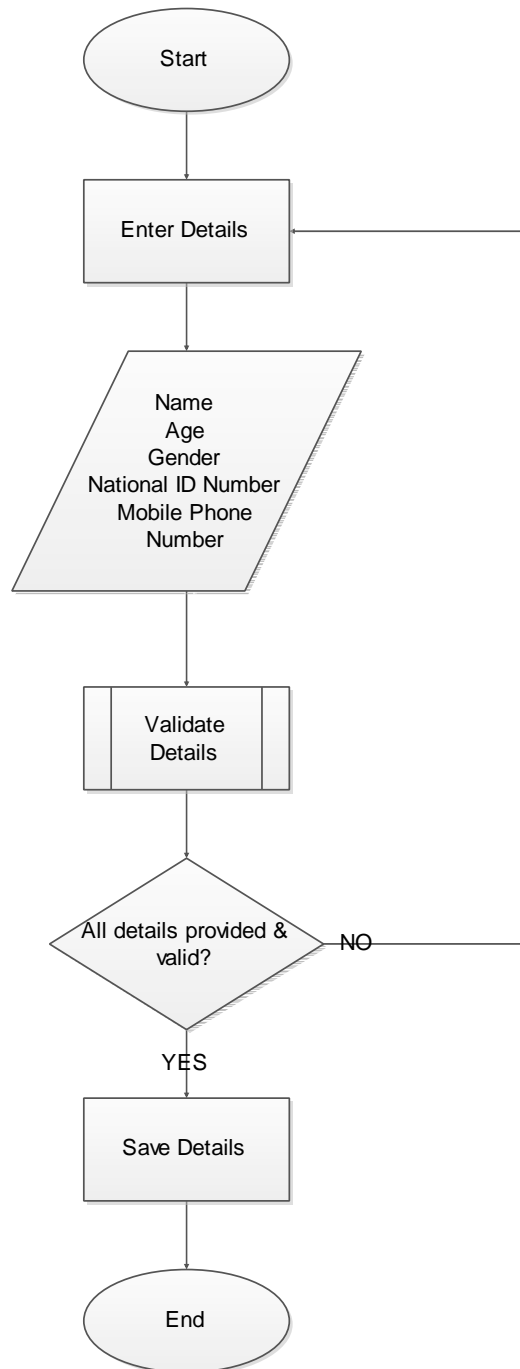 Start
Enter Details
Name
Age
Gender
National ID Number
Mobile Phone
Number
Validate
Details
All details provided &
valid?
NO
YES
Save Details
End